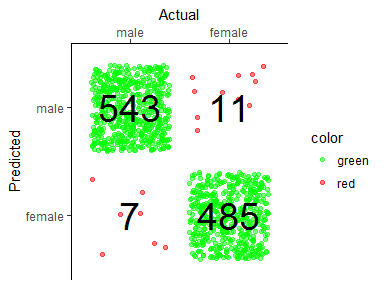 Actual
male female
male 543 11
female 7 485
Predicted
color
green
red